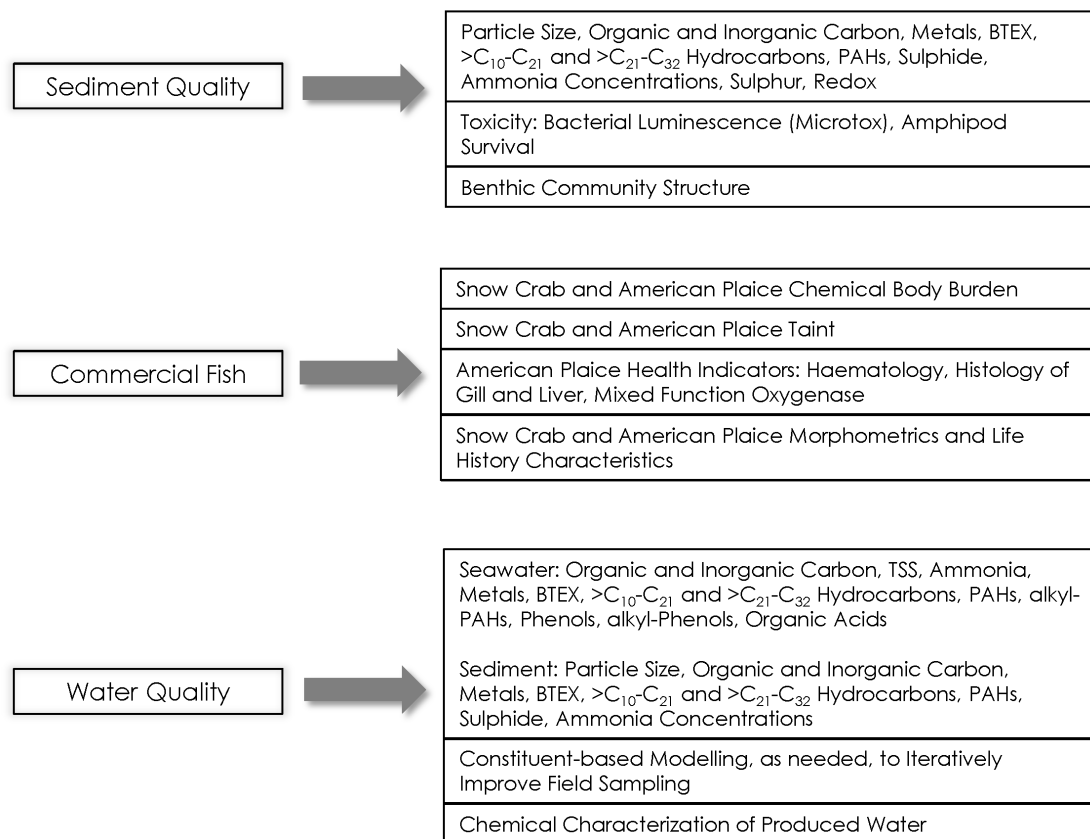 Sediment Quality
Particle Size, Organic and Inorganic Carbon, Metals, BTEX,
>C10-C21 and >C21-C32 Hydrocarbons, PAHs, Sulphide,
Ammonia Concentrations, Sulphur, Redox
Toxicity: Bacterial Luminescence (Microtox), Amphipod
Survival
Benthic Community Structure
Commercial Fish
Snow Crab and American Plaice Chemical Body Burden
Snow Crab and American Plaice Taint
American Plaice Health Indicators: Haematology, Histology of
Gill and Liver, Mixed Function Oxygenase
Snow Crab and American Plaice Morphometrics and Life
History Characteristics
Water Quality
Seawater: Organic and Inorganic Carbon, TSS, Ammonia,
Metals, BTEX, >C10-C21 and >C21-C32 Hydrocarbons, PAHs, alkyl-
PAHs, Phenols, alkyl-Phenols, Organic Acids
Sediment: Particle Size, Organic and Inorganic Carbon,
Metals, BTEX, >C10-C21 and >C21-C32 Hydrocarbons, PAHs,
Sulphide, Ammonia Concentrations
Constituent-based Modelling, as needed, to Iteratively
Improve Field Sampling
Chemical Characterization of Produced Water